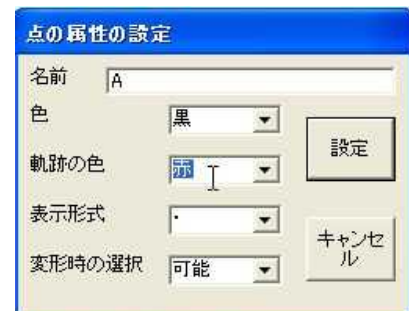 点の属性の設定
名前 A
色 黒
設定
軌跡の色 赤
表示形式 ・
キャンセ
ル
変形時の選択 可能